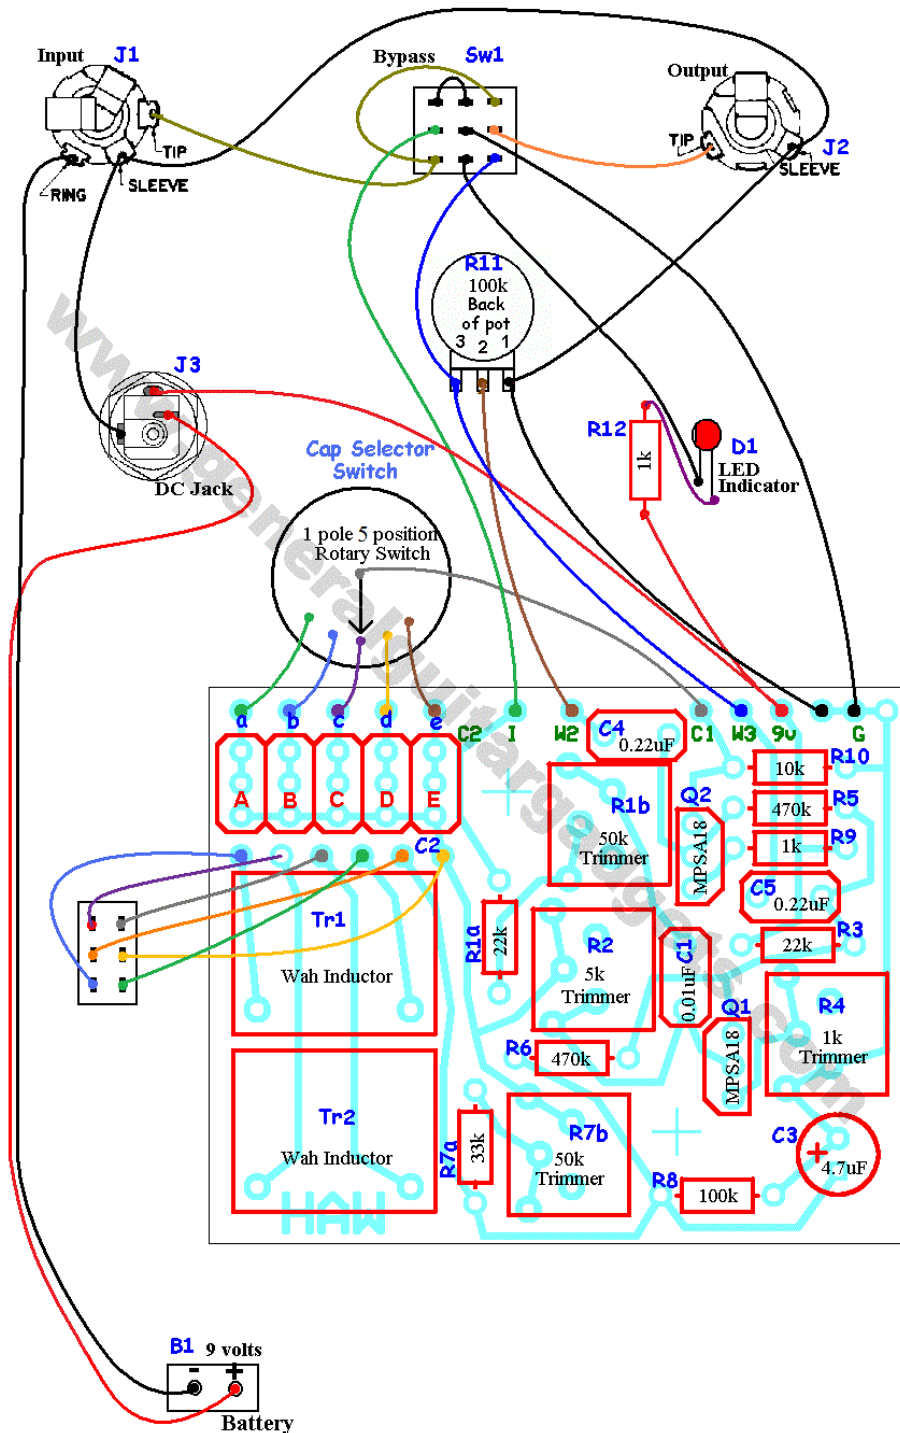 Input
J1
TIP
RING
SLEEVE
Bypass
Sw1
Output
TIP
J2
SLEEVE
R11
100k
Back
of pot
3 2 1
J3
DC Jack
R12
1k
D1
LED
Indicator
Cap Selector
Switch
1 pole 5 position
Rotary Switch
www.generalguitargadgets.com
a b c d e
C2 I W2 C1 W3 9v G
C4
0.22uF
A B C D E
R1b
50k
Trimmer
Q2
MPSA18
10k
R10
470k
R5
1k
R9
C5
0.22uF
C2
Tr1
Wah Inductor
R1a
22k
R2
5k
Trimmer
C1
0.01uF
22k
R3
Q1
MPSA18
R4
1k
Trimmer
R6
470k
Tr2
Wah Inductor
R7a
33k
R7b
50k
Trimmer
C3
+
4.7uF
R8
100k
WAH
B1
9 volts
- +
Battery